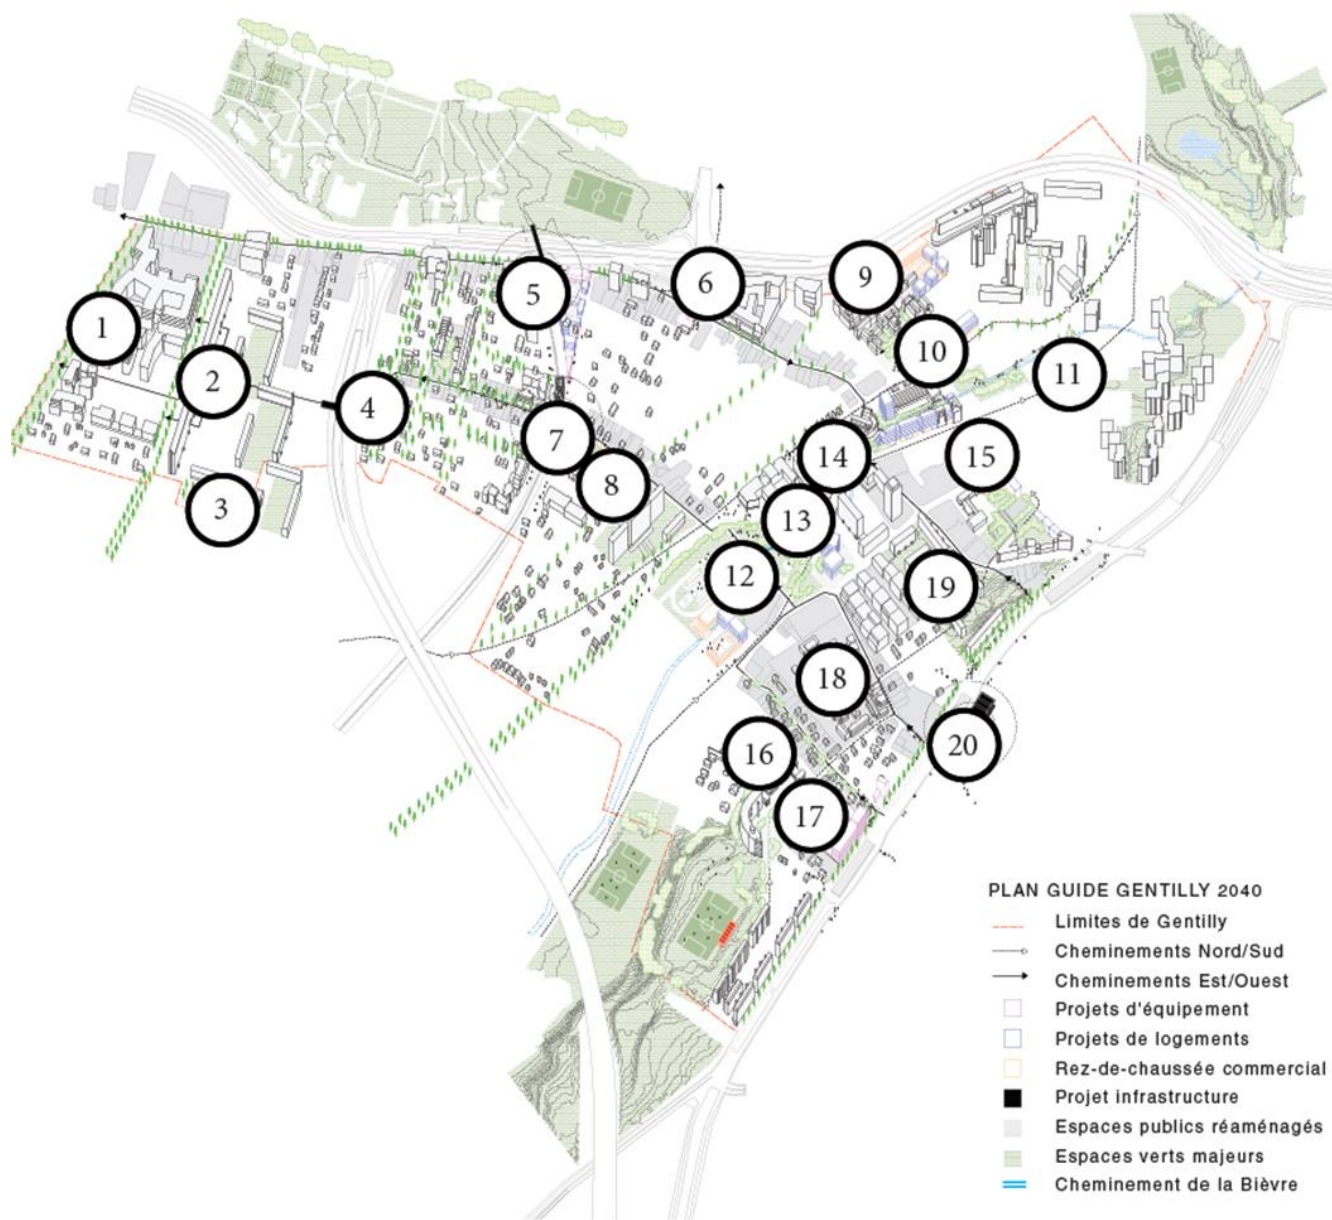 5
6
9
1
10
2
11
4
7
14
15
8
3
13
12
19
18
20
16
17
PLAN GUIDE GENTILLY 2040
Limites de Gentilly
Cheminements Nord/Sud
Cheminements Est/Ouest
Projets d'équipement
Projets de logements
Rez-de-chaussée commercial
Projet infrastructure
Espaces publics réaménagés
Espaces verts majeurs
Cheminement de la Bièvre